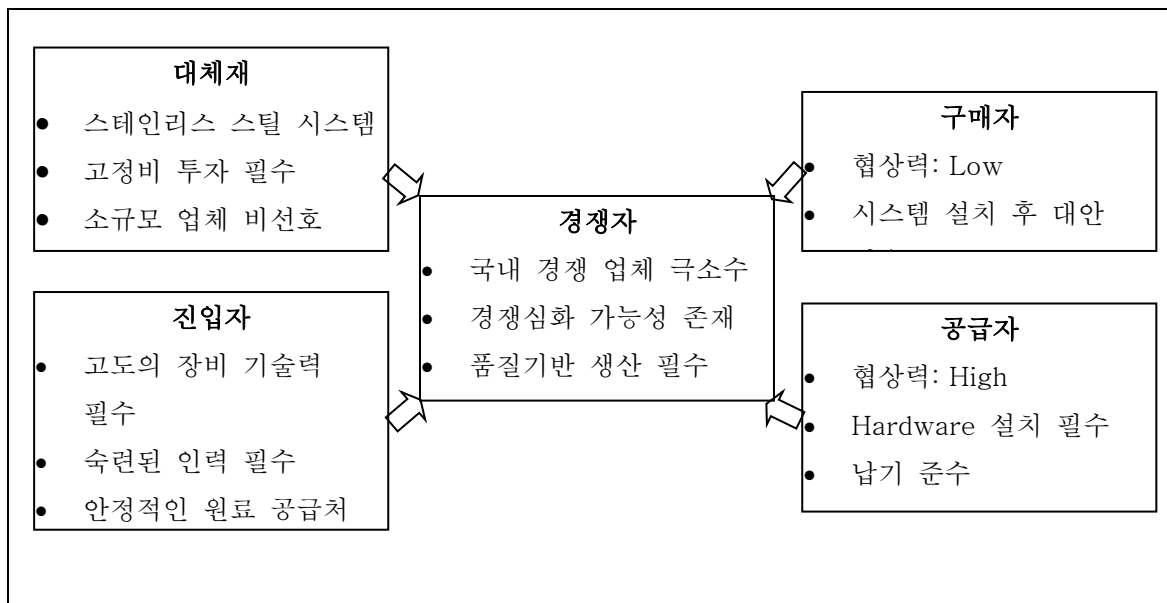 대체재
● 스테인리스 스틸 시스템
● 고정비 투자 필수
● 소규모 업체 비선호
구매자
● 협상력: Low
● 시스템 설치 후 대안
경쟁자
● 국내 경쟁 업체 극소수
● 경쟁심화 가능성 존재
● 품질기반 생산 필수
진입자
● 고도의 장비 기술력
필수
● 숙련된 인력 필수
● 안정적인 원료 공급처
공급자
● 협상력: High
● Hardware 설치 필수
● 납기 준수